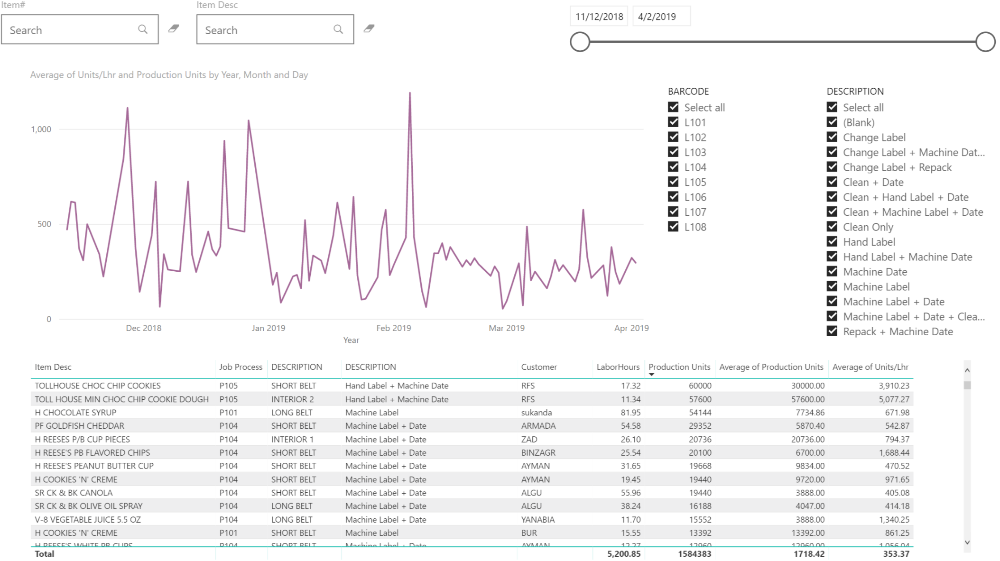 Item#
Item Desc
Search
Search
11/12/2018
4/2/2019
Average of Units/Lhr and Production Units by Year, Month and Day
1,000
500
0
Dec 2018
Jan 2019
Feb 2019
Mar 2019
Apr 2019
Year
BARCODE
Select all
L101
L102
L103
L104
L105
L106
L107
L108
DESCRIPTION
Select all
(Blank)
Change Label
Change Label + Machine Dat...
Change Label + Repack
Clean + Date
Clean + Hand Label + Date
Clean + Machine Label + Date
Clean Only
Hand Label
Hand Label + Machine Date
Machine Date
Machine Label
Machine Label + Date
Machine Label + Date + Clea...
Repack + Machine Date
Item Desc Job Process DESCRIPTION DESCRIPTION Customer LaborHours Production Units Average of Production Units Average of Units/Lhr
TOLLHOUSE CHOC CHIP COOKIES P105 SHORT BELT Hand Label + Machine Date RFS 17.32 60000 30000.00 3,910.23
TOLL HOUSE MIN CHOC CHIP COOKIE DOUGH P105 INTERIOR 2 Hand Label + Machine Date RFS 11.34 57600 57600.00 5,077.27
H CHOCOLATE SYRUP P101 LONG BELT Machine Label sukanda 81.95 54144 7734.86 671.98
PF GOLDFISH CHEDDAR P104 SHORT BELT Machine Label + Date ARMADA 54.58 29352 5870.40 542.87
H REESES P/B CUP PIECES P104 INTERIOR 1 Machine Label + Date ZAD 26.10 20736 20736.00 794.37
H REESE'S PB FLAVORED CHIPS P104 SHORT BELT Machine Label + Date BINZAGR 25.54 20100 6700.00 1,688.44
H REESE'S PEANUT BUTTER CUP P104 SHORT BELT Machine Label + Date AYMAN 31.65 19668 9834.00 470.52
H COOKIES 'N' CREME P104 SHORT BELT Machine Label + Date AYMAN 19.45 19440 9720.00 971.65
SR CK & BK CANOLA P104 SHORT BELT Machine Label + Date ALGU 55.96 19440 3888.00 405.08
SR CK & BK OLIVE OIL SPRAY P104 LONG BELT Machine Label + Date ALGU 38.24 16188 4047.00 414.18
V-8 VEGETABLE JUICE 5.5 OZ P104 LONG BELT Machine Label + Date YANABIA 11.70 15552 3888.00 1,340.25
H COOKIES 'N' CREME P101 SHORT BELT Machine Label BUR 15.55 13392 13392.00 861.25
H REESE'S WHITE PB CUPS P104 SHORT BELT Machine Label + Date AYMAN 12.27 12960 12960.00 1,056.04
Total 5,200.85 1584383 1718.42 353.37